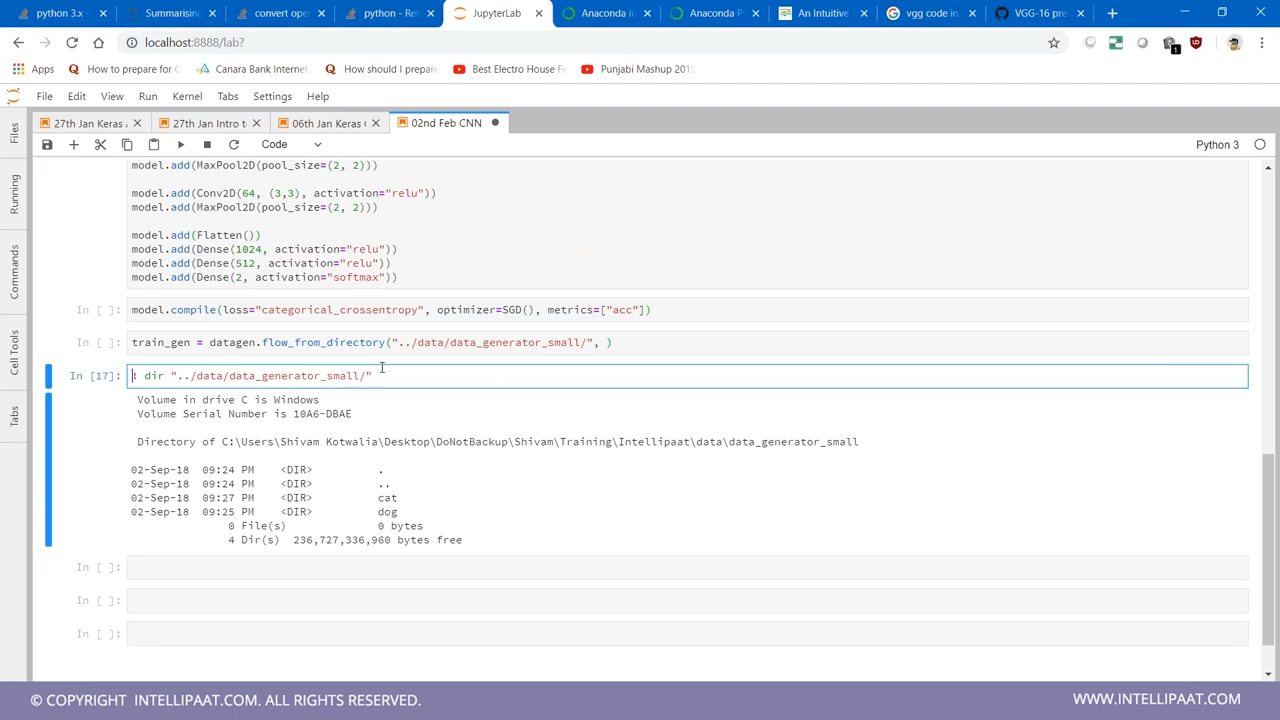 python 3.x -
Summarising
convert ope
python - Re
JupyterLab
Anaconda i
Anaconda P
An Intuitive
vgg code in
VGG-16 pre
localhost:8888/lab?
Apps
How to prepare for C
Canara Bank Internet
How should I prepare
Best Electro House Fe
Punjabi Mashup 2019
File Edit View Run Kernel Tabs Settings Help
27th Jan Keras
27th Jan Intro t
06th Jan Keras
02nd Feb CNN
Code
Python 3
Files
Running
Commands
Cell Tools
Tabs
model.add(MaxPool2D(pool_size=(2, 2)))
model.add(Conv2D(64, (3,3), activation="relu"))
model.add(MaxPool2D(pool_size=(2, 2)))
model.add(Flatten())
model.add(Dense(1024, activation="relu"))
model.add(Dense(512, activation="relu"))
model.add(Dense(2, activation="softmax"))
In [ ]: model.compile(loss="categorical_crossentropy", optimizer=SGD(), metrics=["acc"])
In [ ]: train_gen = datagen.flow_from_directory("../data/data_generator_small/", )
In [17]: ! dir "../data/data_generator_small/"
Volume in drive C is Windows
Volume Serial Number is 10A6-DBAE
Directory of C:\Users\Shivam Kotwalia\Desktop\DoNotBackup\Shivam\Training\Intellipaat\data\data_generator_small
02-Sep-18 09:24 PM <DIR> .
02-Sep-18 09:24 PM <DIR> ..
02-Sep-18 09:27 PM <DIR> cat
02-Sep-18 09:25 PM <DIR> dog
0 File(s) 0 bytes
4 Dir(s) 236,727,336,960 bytes free
In [ ]:
In [ ]:
In [ ]:
© COPYRIGHT INTELLIPAAT.COM. ALL RIGHTS RESERVED.
WWW.INTELLIPAAT.COM